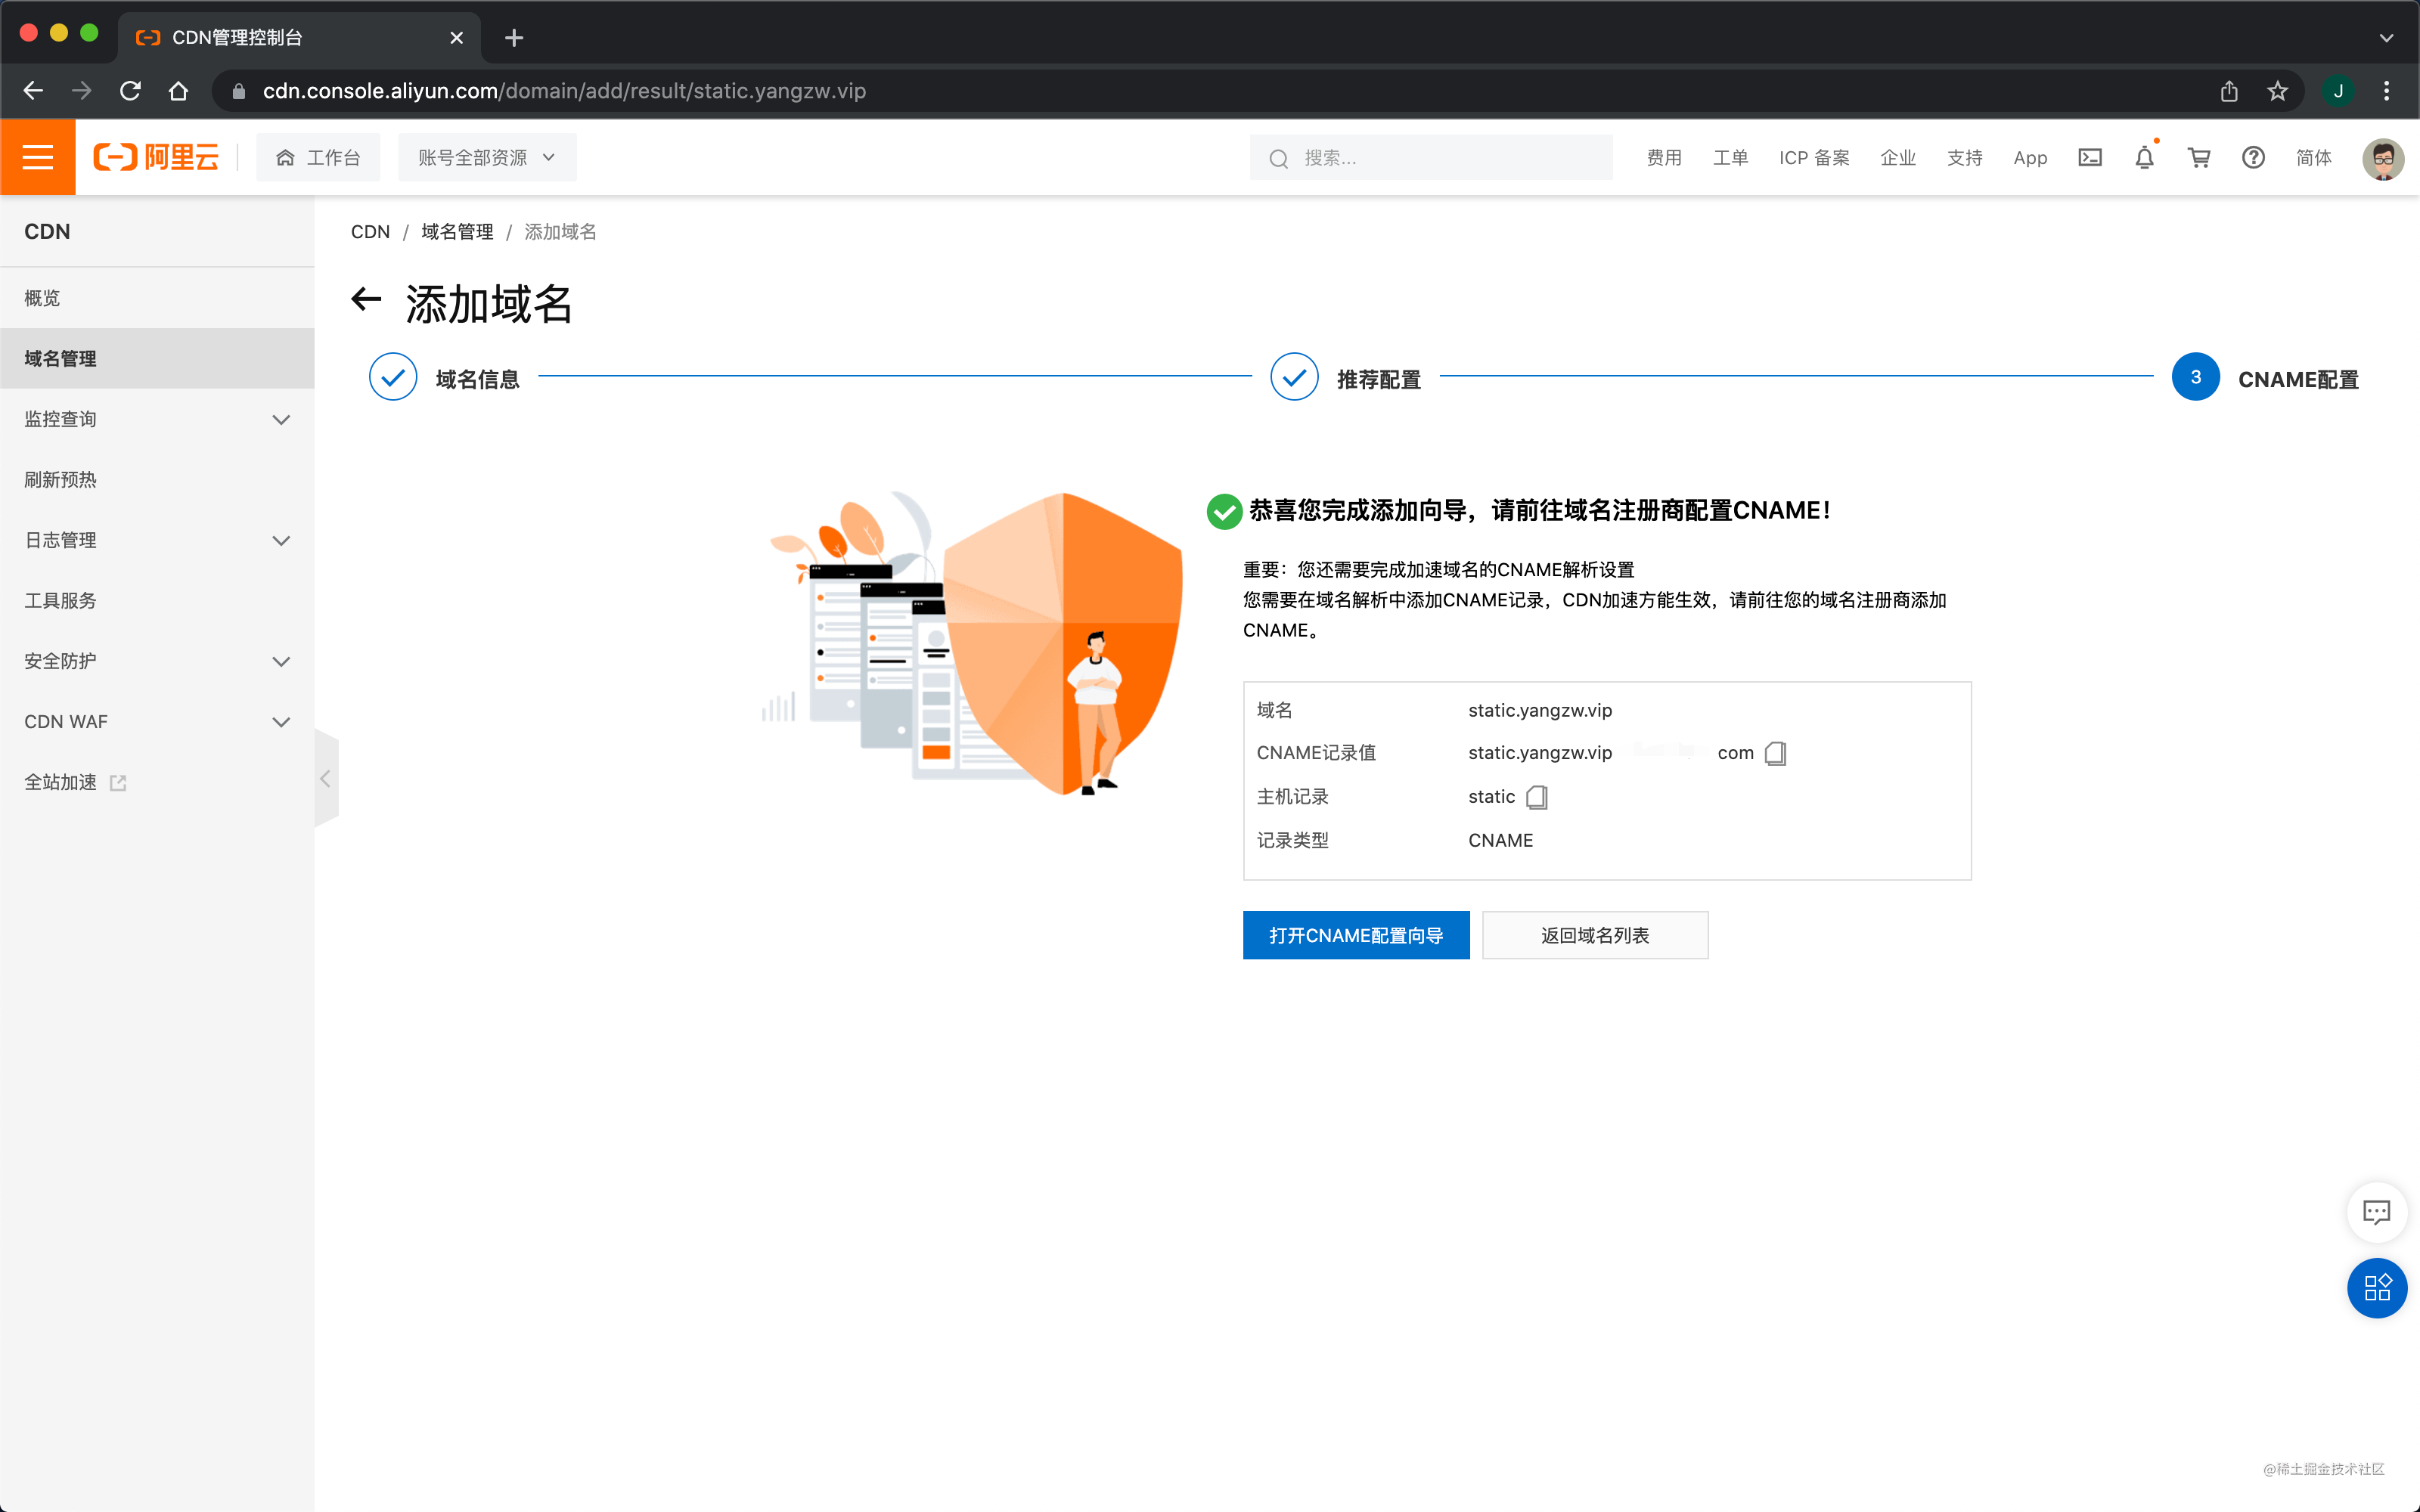 CDN管理控制台
cdn.console.aliyun.com/domain/add/result/static.yangzw.vip
J
阿里云
工作台
账号全部资源
搜索...
费用
工单
ICP 备案
企业
支持
App
简体
CDN
概览
域名管理
监控查询
刷新预热
日志管理
工具服务
安全防护
CDN WAF
全站加速
CDN / 域名管理 / 添加域名
添加域名
域名信息
推荐配置
3 CNAME配置
恭喜您完成添加向导，请前往域名注册商配置CNAME！
重要：您还需要完成加速域名的CNAME解析设置
您需要在域名解析中添加CNAME记录，CDN加速方能生效，请前往您的域名注册商添加
CNAME。
域名 static.yangzw.vip
CNAME记录值 static.yangzw.vip com
主机记录 static
记录类型 CNAME
打开CNAME配置向导
返回域名列表
@稀土掘金技术社区